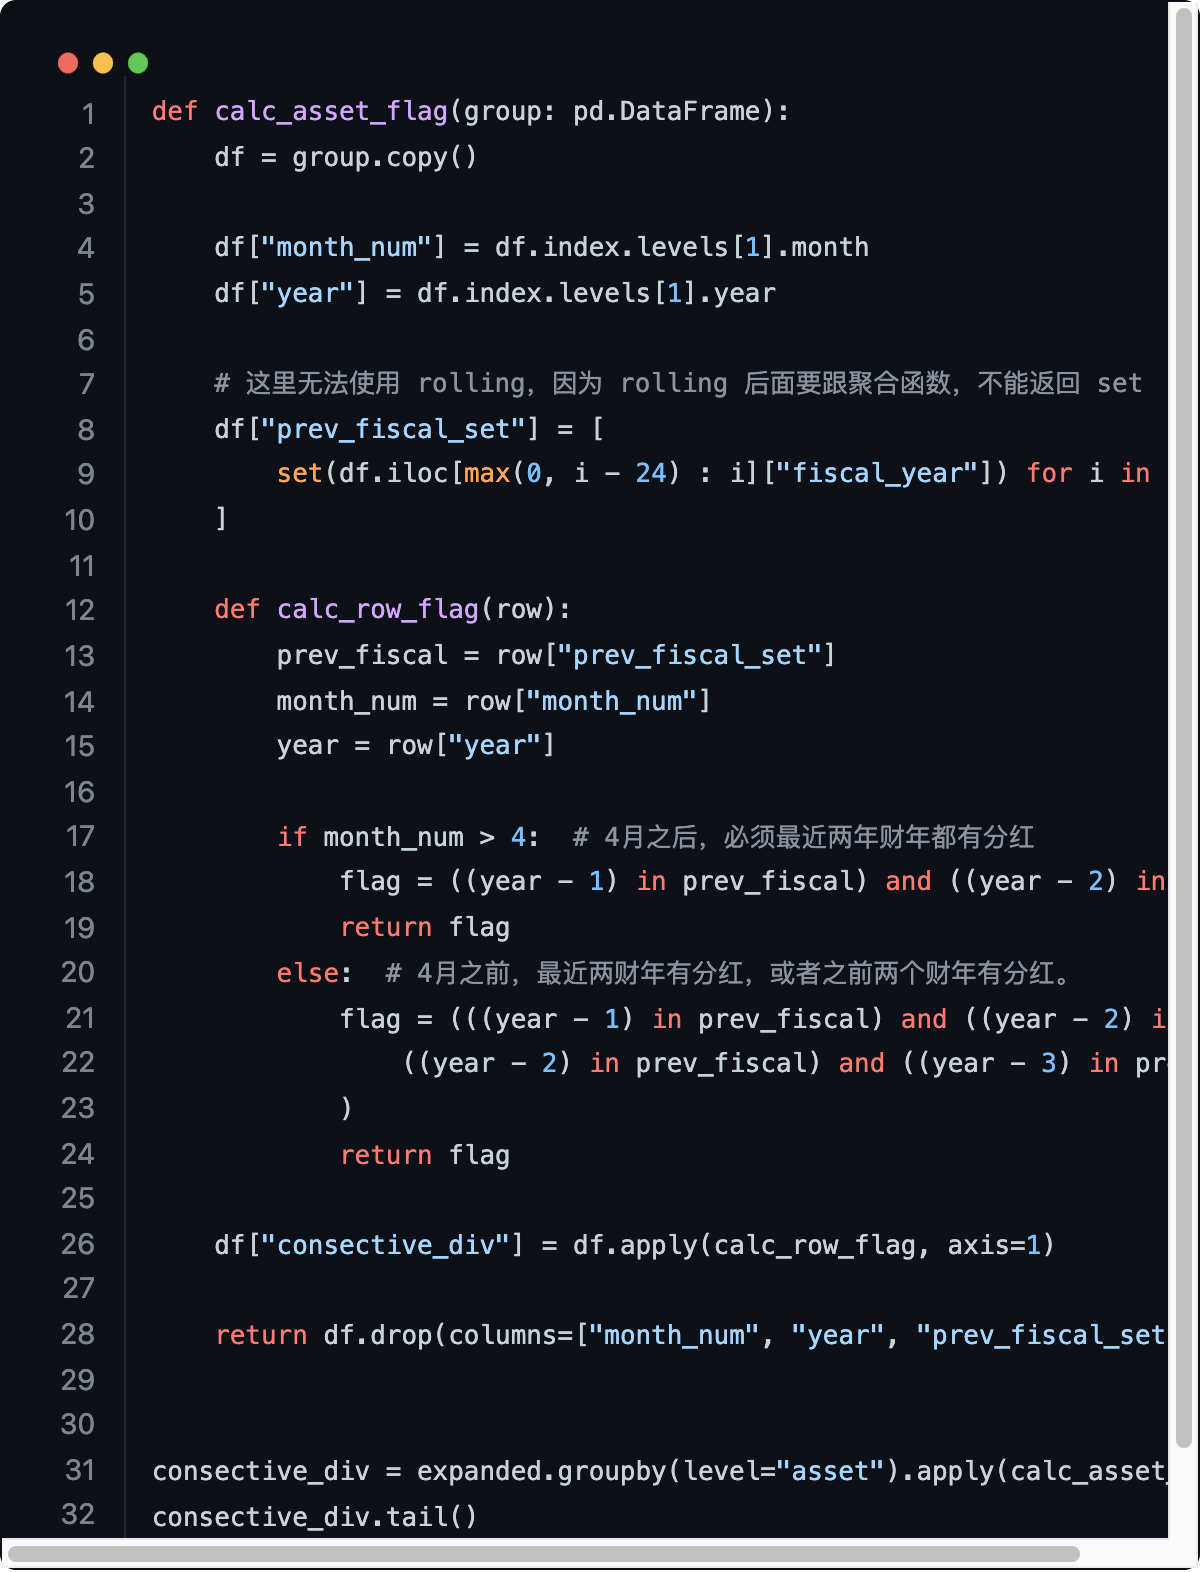 1 def calc_asset_flag(group: pd.DataFrame):
2     df = group.copy()
3
4     df["month_num"] = df.index.levels[1].month
5     df["year"] = df.index.levels[1].year
6
7     # 这里无法使用 rolling，因为 rolling 后面要跟聚合函数，不能返回 set
8     df["prev_fiscal_set"] = [
9         set(df.iloc[max(0, i - 24) : i]["fiscal_year"]) for i in
10     ]
11
12     def calc_row_flag(row):
13         prev_fiscal = row["prev_fiscal_set"]
14         month_num = row["month_num"]
15         year = row["year"]
16
17         if month_num > 4:  # 4月之后，必须最近两年财年都有分红
18             flag = ((year - 1) in prev_fiscal) and ((year - 2) in
19             return flag
20         else:  # 4月之前，最近两财年有分红，或者之前两个财年有分红。
21             flag = (((year - 1) in prev_fiscal) and ((year - 2) i
22                 ((year - 2) in prev_fiscal) and ((year - 3) in pr
23             )
24             return flag
25
26     df["consective_div"] = df.apply(calc_row_flag, axis=1)
27
28     return df.drop(columns=["month_num", "year", "prev_fiscal_set
29
30
31 consective_div = expanded.groupby(level="asset").apply(calc_asset_
32 consective_div.tail()